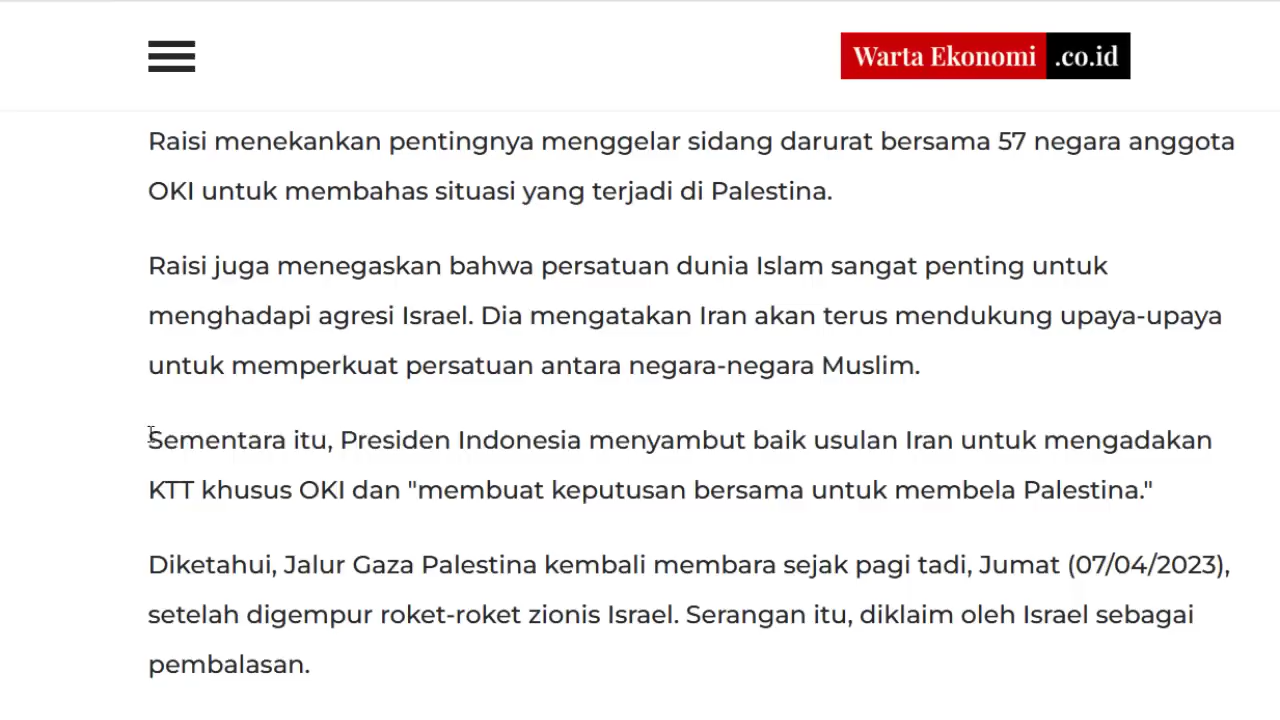 Warta Ekonomi .co.id
Raisi menekankan pentingnya menggelar sidang darurat bersama 57 negara anggota
OKI untuk membahas situasi yang terjadi di Palestina.
Raisi juga menegaskan bahwa persatuan dunia Islam sangat penting untuk
menghadapi agresi Israel. Dia mengatakan Iran akan terus mendukung upaya-upaya
untuk memperkuat persatuan antara negara-negara Muslim.
Sementara itu, Presiden Indonesia menyambut baik usulan Iran untuk mengadakan
KTT khusus OKI dan "membuat keputusan bersama untuk membela Palestina."
Diketahui, Jalur Gaza Palestina kembali membara sejak pagi tadi, Jumat (07/04/2023),
setelah digempur roket-roket zionis Israel. Serangan itu, diklaim oleh Israel sebagai
pembalasan.